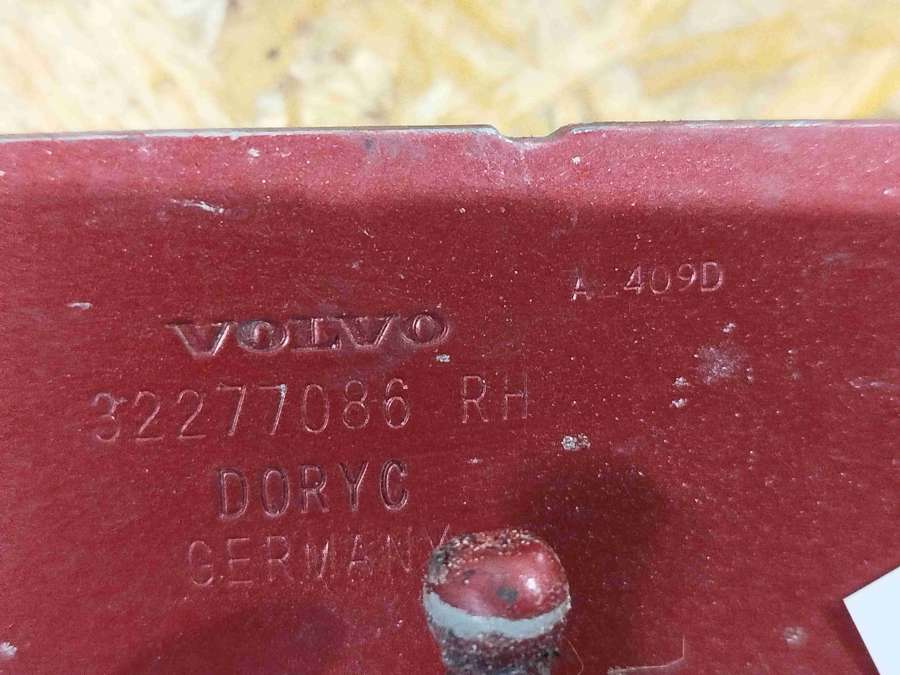 A 409D
VOLVO
32277086 RH
DORYC
GERMANY